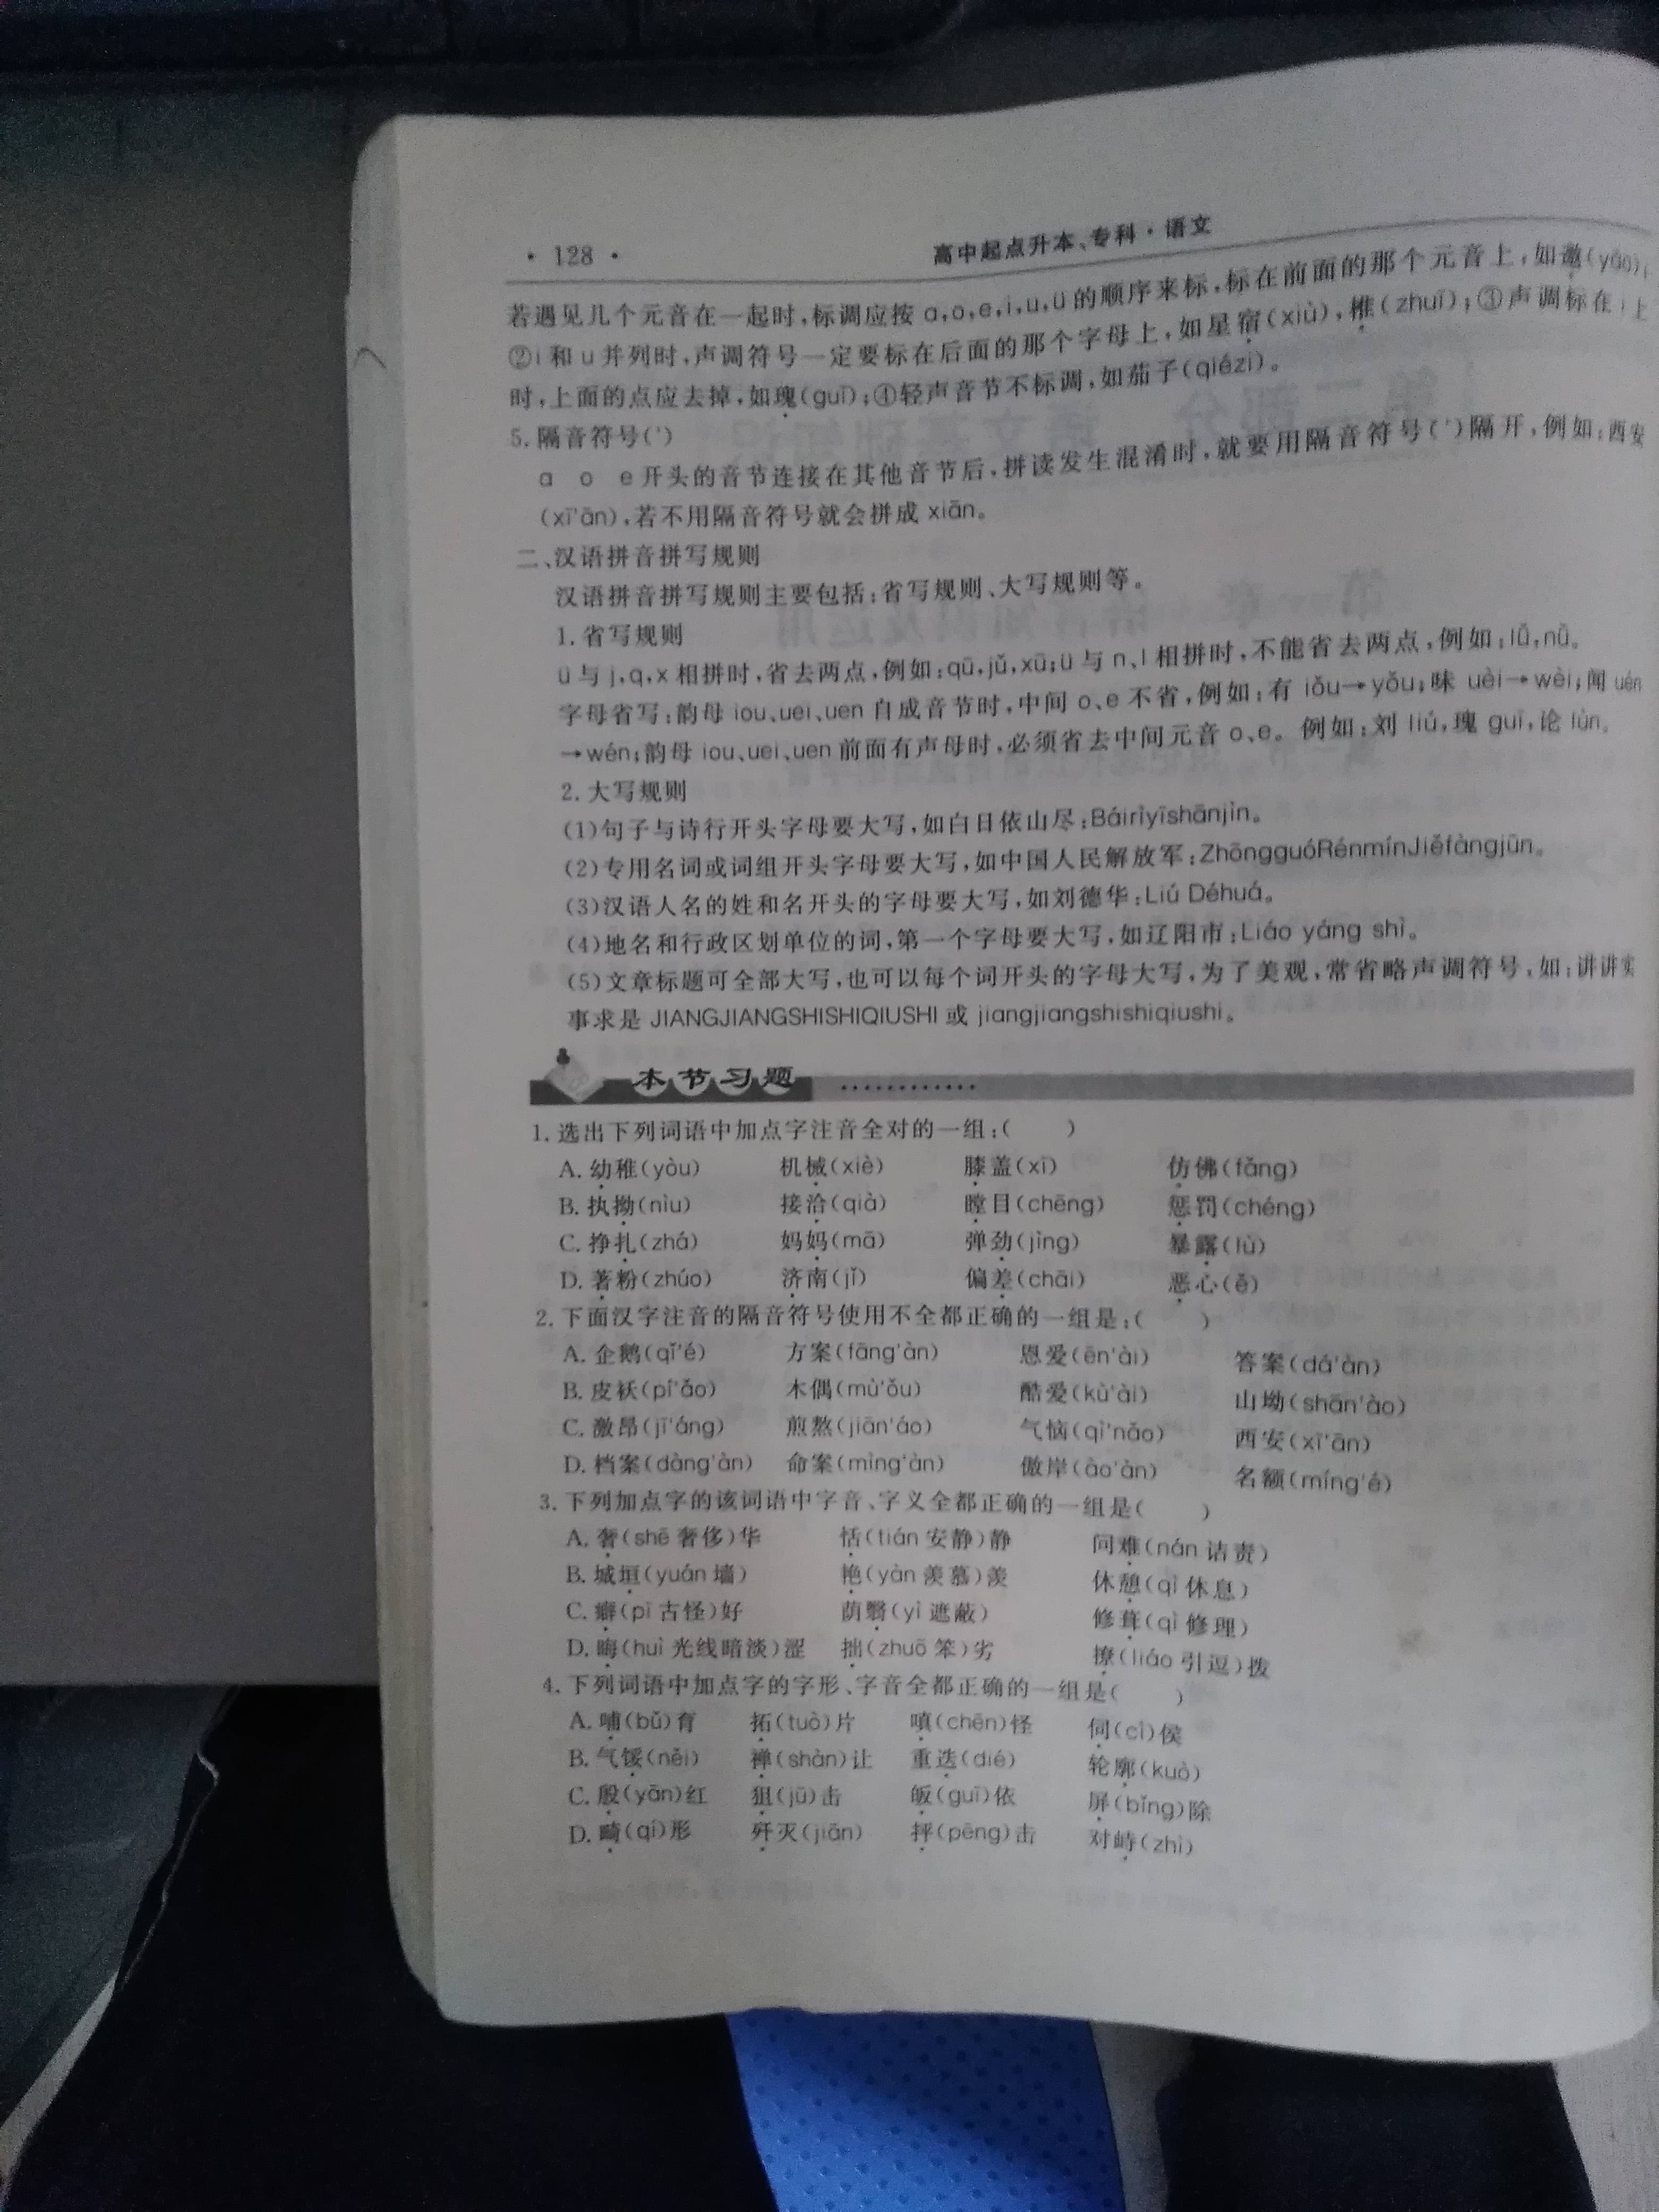 · 128 ·
高中起点升本、专科·语文
若遇见几个元音在一起时,标调应按 ɑ,o,e,i,u,ü 的顺序来标,标在前面的那个元音上,如邀(yāo);
②i 和 u 并列时,声调符号一定要标在后面的那个字母上,如星宿(xiù),椎(zhuī);③声调标在 i 上
时,上面的点应去掉,如瑰(guī);④轻声音节不标调,如茄子(qiézi)。
5. 隔音符号(')
ɑ o e 开头的音节连接在其他音节后,拼读发生混淆时,就要用隔音符号(')隔开,例如:西安
(xī'ān),若不用隔音符号就会拼成 xiān。
二、汉语拼音拼写规则
汉语拼音拼写规则主要包括:省写规则、大写规则等。
1. 省写规则
ü 与 j,q,x 相拼时,省去两点,例如:qū,jǔ,xū;ü 与 n、l 相拼时,不能省去两点,例如:lǚ,nǚ。
字母省写:韵母 iou、uei、uen 自成音节时,中间 o、e 不省,例如:有 iǒu→yǒu;味 uèi→wèi;闻 uén
→wén;韵母 iou、uei、uen 前面有声母时,必须省去中间元音 o、e。例如:刘 liú,瑰 guī,论 lùn。
2. 大写规则
(1)句子与诗行开头字母要大写,如白日依山尽:Báirìyīshānjìn。
(2)专用名词或词组开头字母要大写,如中国人民解放军:ZhōngguóRénmínJiěfàngjūn。
(3)汉语人名的姓和名开头的字母要大写,如刘德华:Liú Déhuá。
(4)地名和行政区划单位的词,第一个字母要大写,如辽阳市:Liáo yáng shì。
(5)文章标题可全部大写,也可以每个词开头的字母大写,为了美观,常省略声调符号,如:讲讲实
事求是 JIANGJIANGSHISHIQIUSHI 或 jiangjiangshishiqiushi。
本节习题
1. 选出下列词语中加点字注音全对的一组:( )
A. 幼稚(yòu) 机械(xiè) 膝盖(xī) 仿佛(fǎng)
B. 执拗(niù) 接洽(qià) 瞠目(chēng) 惩罚(chéng)
C. 挣扎(zhá) 妈妈(mā) 弹劲(jìng) 暴露(lù)
D. 著粉(zhúo) 济南(jǐ) 偏差(chāi) 恶心(ě)
2. 下面汉字注音的隔音符号使用不全都正确的一组是:( )
A. 企鹅(qǐ'é) 方案(fāng'àn) 恩爱(ēn'ài) 答案(dá'àn)
B. 皮袄(pí'ǎo) 木偶(mù'ǒu) 酷爱(kù'ài) 山坳(shān'ào)
C. 激昂(jī'áng) 煎熬(jiān'áo) 气恼(qì'nǎo) 西安(xī'ān)
D. 档案(dàng'àn) 命案(mìng'àn) 傲岸(ào'àn) 名额(míng'é)
3. 下列加点字的该词语中字音、字义全都正确的一组是( )
A. 奢(shē 奢侈)华 恬(tián 安静)静 问难(nán 诘责)
B. 城垣(yuán 墙) 艳(yàn 羡慕)羡 休憩(qì 休息)
C. 癖(pī 古怪)好 荫翳(yì 遮蔽) 修葺(qì 修理)
D. 晦(huì 光线暗淡)涩 拙(zhuō 笨)劣 撩(liáo 引逗)拨
4. 下列词语中加点字的字形、字音全都正确的一组是( )
A. 哺(bǔ)育 拓(tuò)片 嗔(chēn)怪 伺(cì)侯
B. 气馁(něi) 禅(shàn)让 重迭(dié) 轮廓(kuò)
C. 殷(yān)红 狙(jū)击 皈(guī)依 屏(bǐng)除
D. 畸(qí)形 歼灭(jiān) 抨(pēng)击 对峙(zhì)